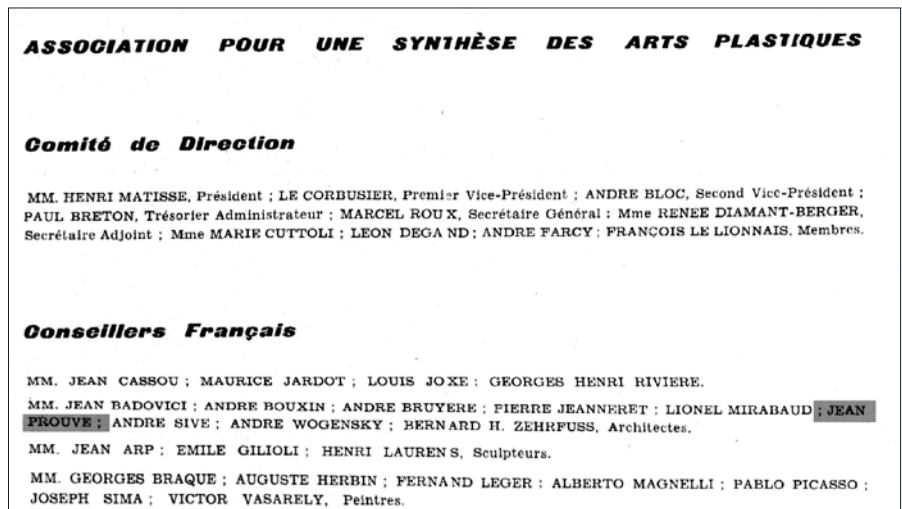 ASSOCIATION POUR UNE SYNTHÈSE DES ARTS PLASTIQUES
Comité de Direction
MM. HENRI MATISSE, Président ; LE CORBUSIER, Premier Vice-Président ; ANDRE BLOC, Second Vice-Président ;
PAUL BRETON, Trésorier Administrateur ; MARCEL ROUX, Secrétaire Général ; Mme RENEE DIAMANT-BERGER,
Secrétaire Adjoint ; Mme MARIE CUTTOLI ; LEON DEGAND ; ANDRE FARCY ; FRANÇOIS LE LIONNAIS, Membres.
Conseillers Français
MM. JEAN CASSOU ; MAURICE JARDOT ; LOUIS JOXE ; GEORGES HENRI RIVIERE.
MM. JEAN BADOVICI ; ANDRE BOUXIN ; ANDRE BRUYERE ; PIERRE JEANNERET ; LIONEL MIRABAUD ; JEAN
PROUVE ; ANDRE SIVE ; ANDRE WOGENSKY ; BERNARD H. ZEHRFUSS, Architectes.
MM. JEAN ARP ; EMILE GILIOLI ; HENRI LAURENS, Sculpteurs.
MM. GEORGES BRAQUE ; AUGUSTE HERBIN ; FERNAND LEGER ; ALBERTO MAGNELLI ; PABLO PICASSO ;
JOSEPH SIMA ; VICTOR VASARELY, Peintres.